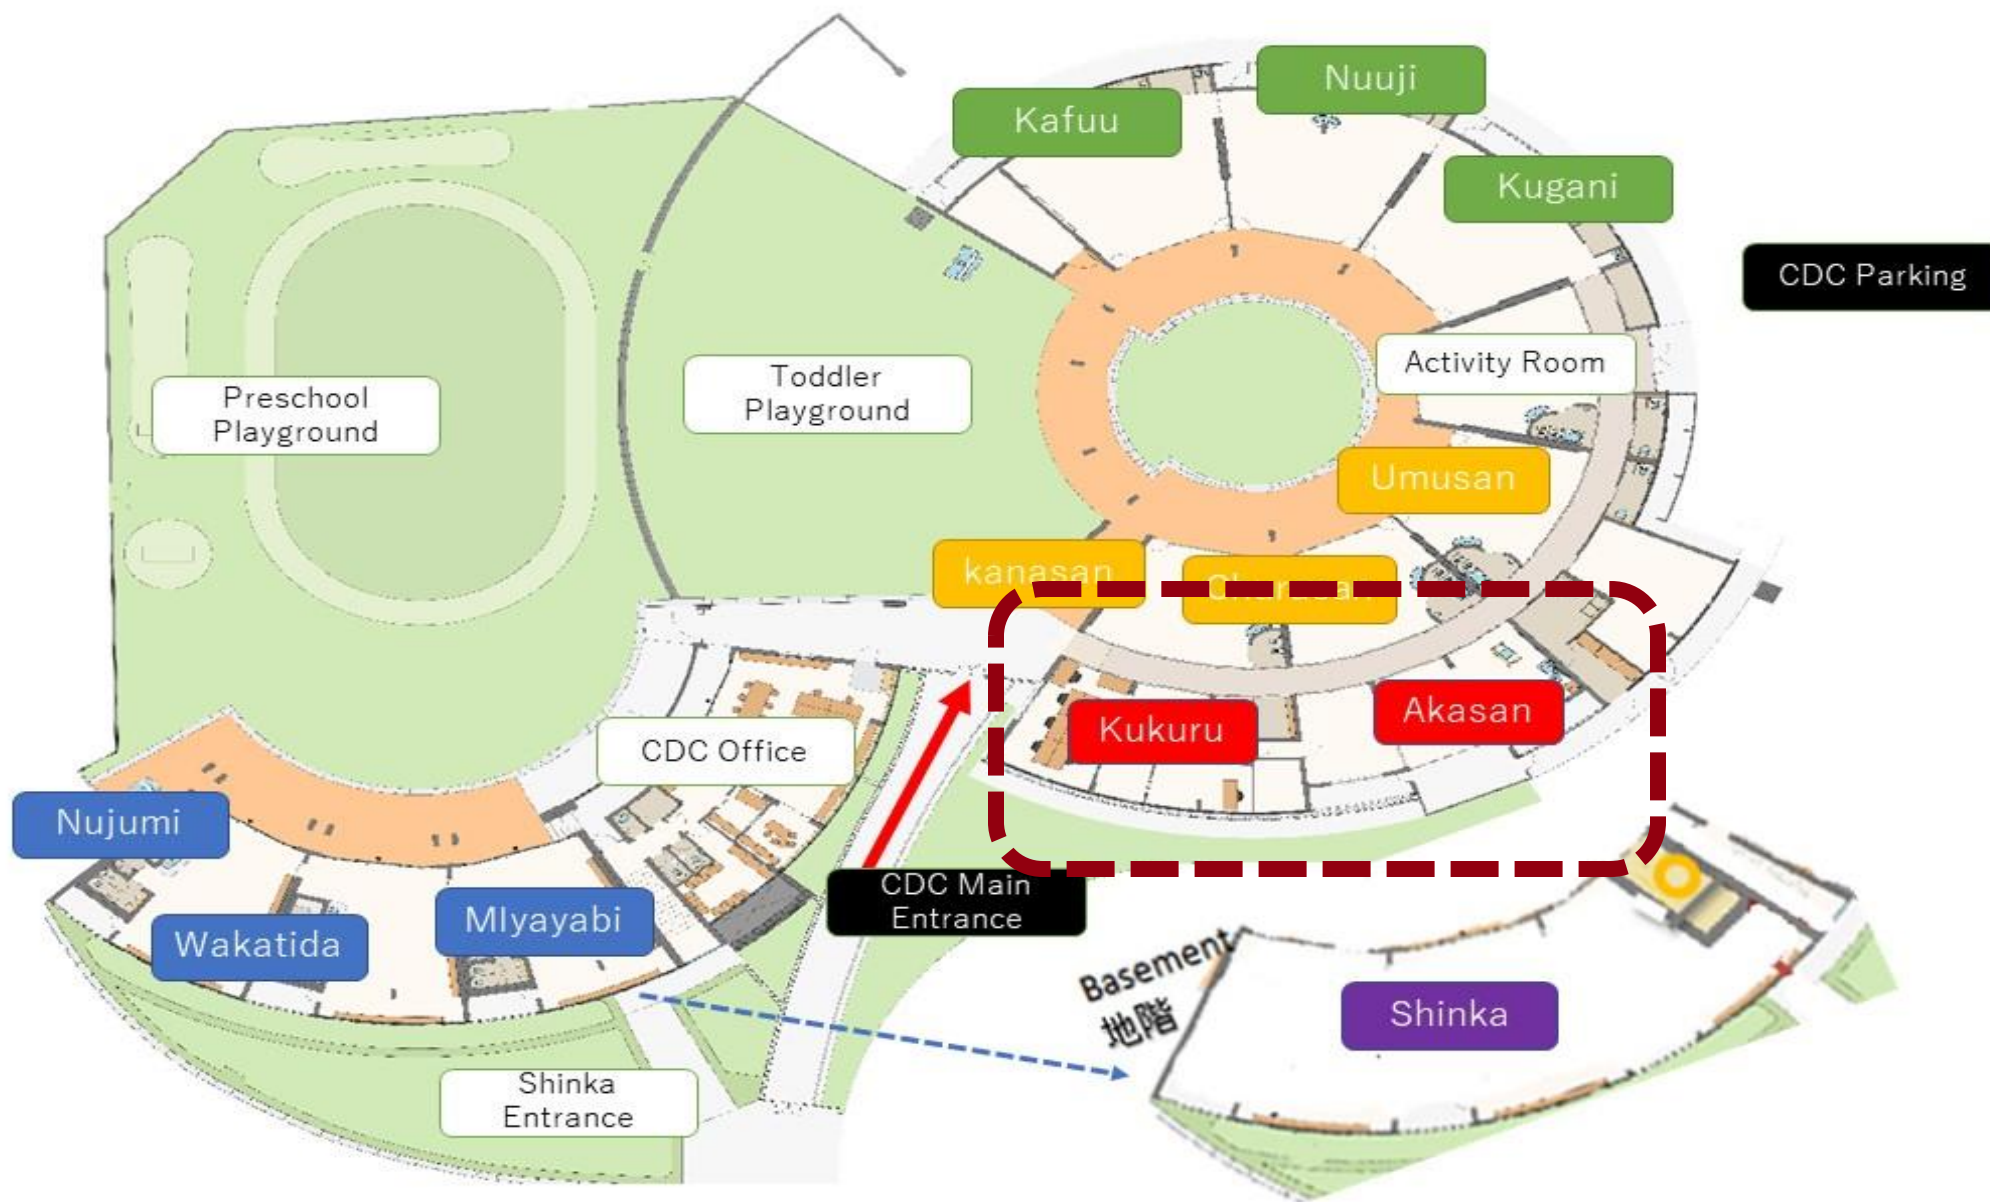 Nuuji
Kafuu
Kugani
CDC Parking
Activity Room
Toddler
Playground
Preschool
Playground
Umusan
kanasan
Churasan
Kukuru
Akasan
CDC Office
Nujumi
MIyayabi
Wakatida
CDC Main
Entrance
Basement
地階
Shinka
Shinka
Entrance